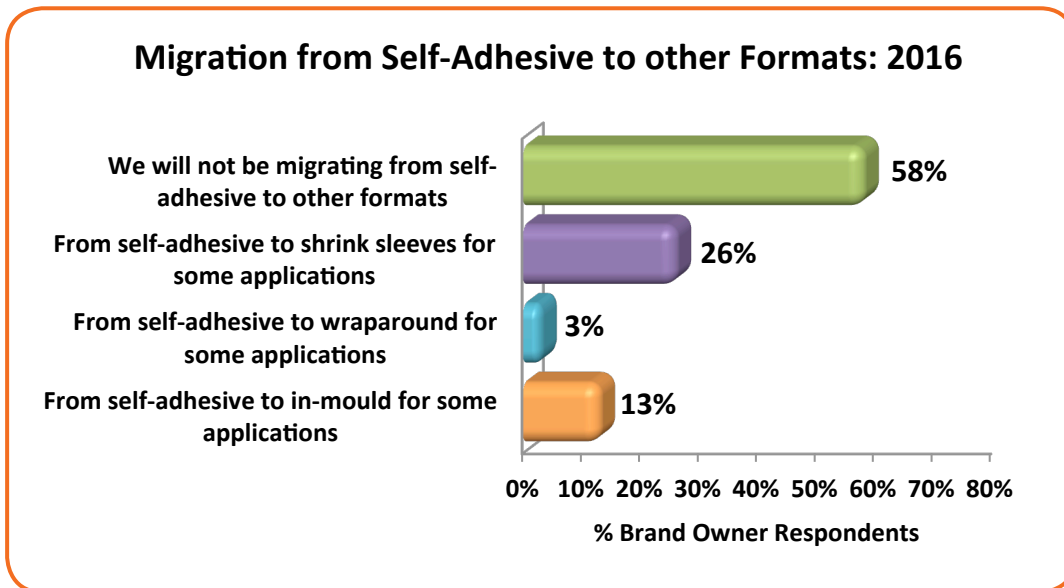 Migration from Self-Adhesive to other Formats: 2016
We will not be migrating from self-
adhesive to other formats
58%
From self-adhesive to shrink sleeves for
some applications
26%
From self-adhesive to wraparound for
some applications
3%
From self-adhesive to in-mould for some
applications
13%
0% 10% 20% 30% 40% 50% 60% 70% 80%
% Brand Owner Respondents